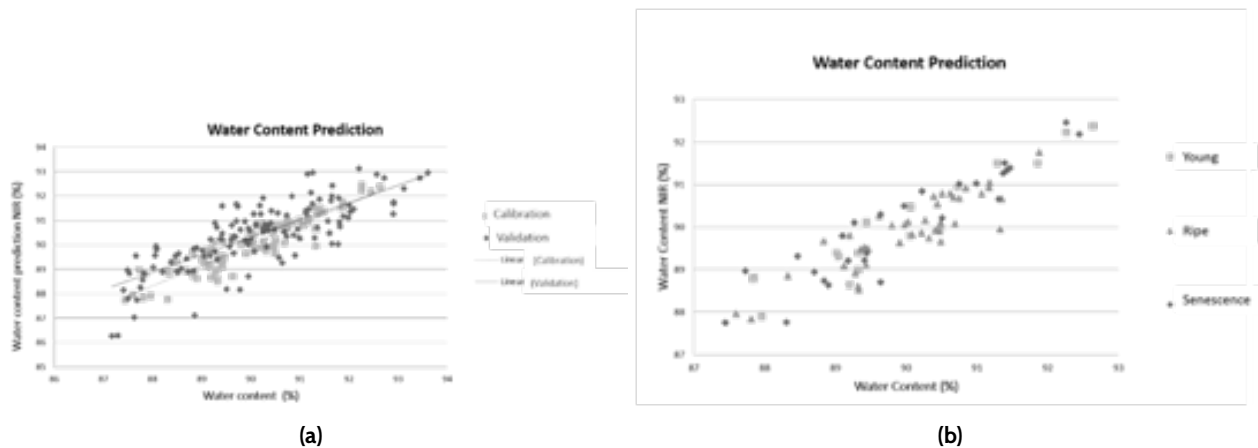 Water Content Prediction
Water content prediction NIR (%)
94
93
92
91
90
89
88
87
86
85
86
87
88
89
90
91
92
93
94
Water content (%)
Calibration
Validation
Linear (Calibration)
Linear (Validation)
(a)
Water Content Prediction
Water Content NIR (%)
93
92
91
90
89
88
87
87
88
89
90
91
92
93
Water Content (%)
Young
Ripe
Senescence
(b)